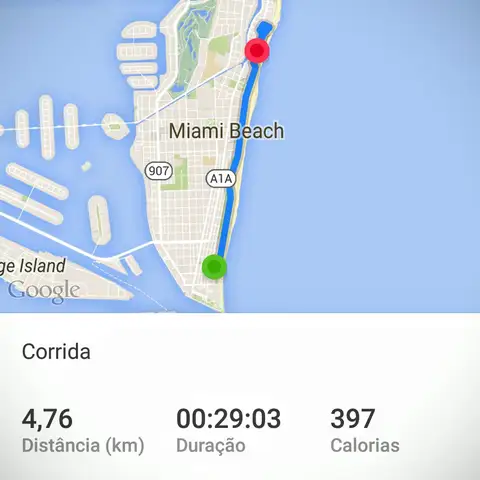 Miami Beach
907
A1A
ge Island
Google
Corrida
4,76
00:29:03
397
Distância (km)
Duração
Calorias